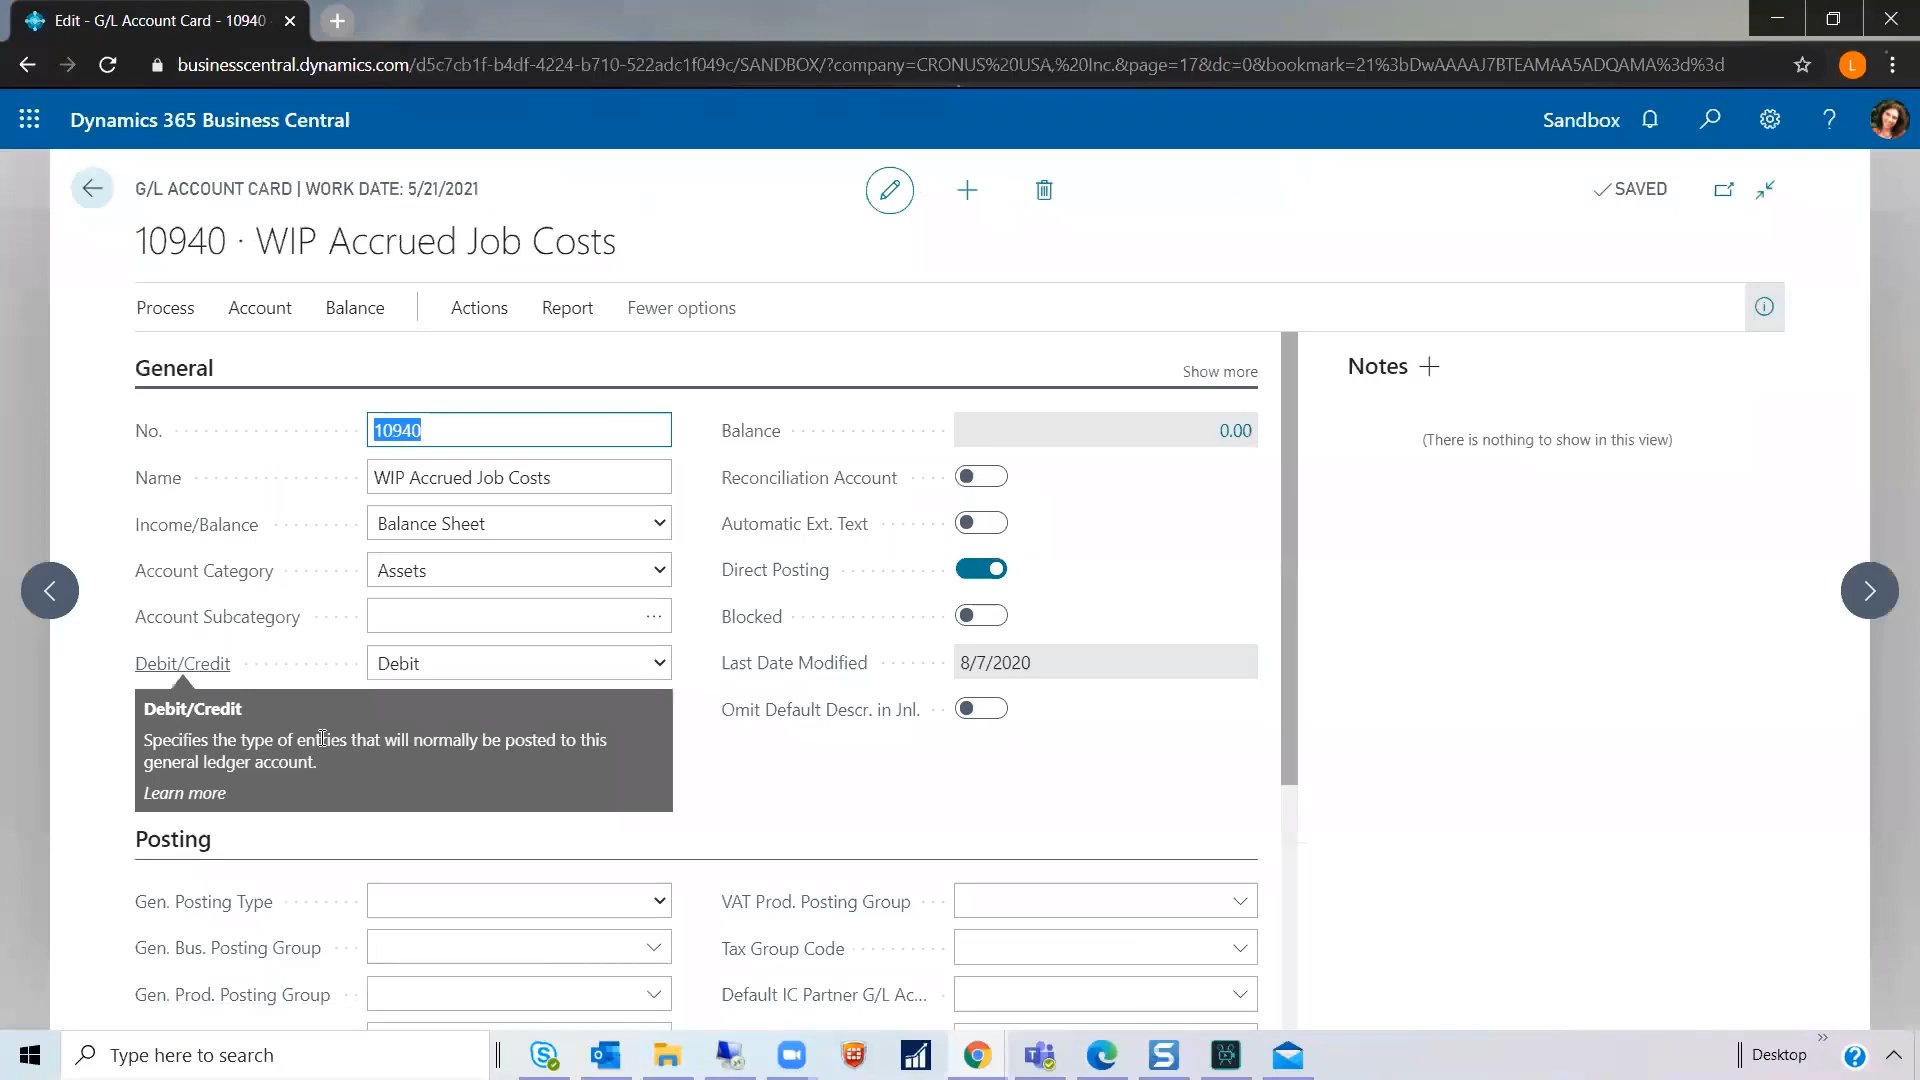 Edit - G/L Account Card - 10940
businesscentral.dynamics.com/d5c7cb1f-b4df-4224-b710-522adc1f049c/SANDBOX/?company=CRONUS%20USA,%20Inc.&page=17&dc=0&bookmark=21%3bDwAAAAJ7BTEAMAA5ADQAMA%3d%3d
L
Dynamics 365 Business Central
Sandbox
G/L ACCOUNT CARD | WORK DATE: 5/21/2021
SAVED
10940 · WIP Accrued Job Costs
Process
Account
Balance
Actions
Report
Fewer options
General
Show more
No.
10940
Name
WIP Accrued Job Costs
Income/Balance
Balance Sheet
Account Category
Assets
Account Subcategory
...
Debit/Credit
Debit
Debit/Credit
Specifies the type of entries that will normally be posted to this
general ledger account.
Learn more
Balance
0.00
Reconciliation Account
Automatic Ext. Text
Direct Posting
Blocked
Last Date Modified
8/7/2020
Omit Default Descr. in Jnl.
Notes
(There is nothing to show in this view)
Posting
Gen. Posting Type
Gen. Bus. Posting Group
Gen. Prod. Posting Group
VAT Prod. Posting Group
Tax Group Code
Default IC Partner G/L Ac...
Type here to search
Desktop